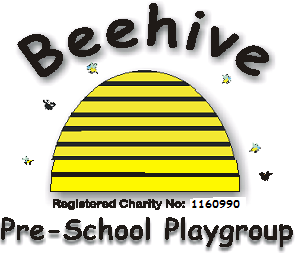 Beehive
Registered Charity No: 1160990
Pre-School Playgroup